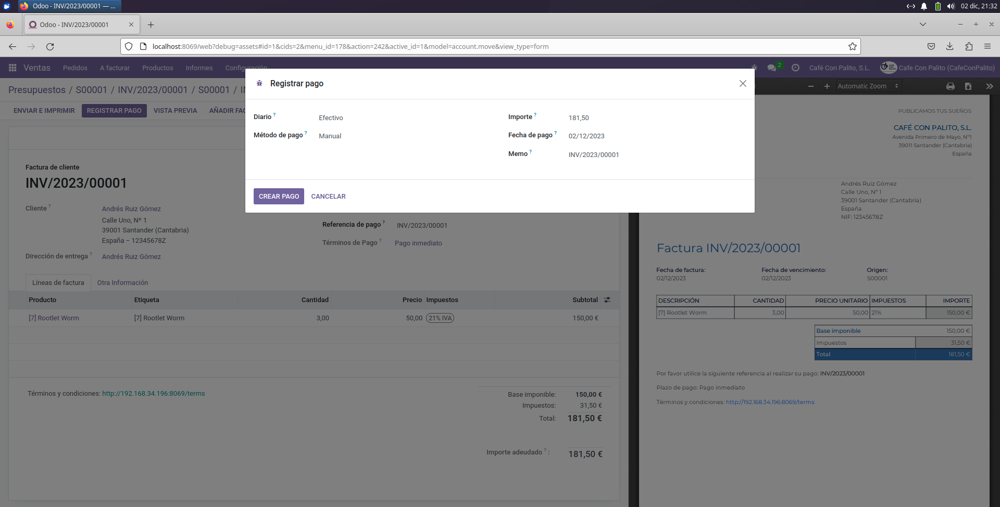 Odoo - INV/2023/00001 — ...
02 dic, 21:32
Odoo - INV/2023/00001
localhost:8069/web?debug=assets#id=1&cids=2&menu_id=178&action=242&active_id=1&model=account.move&view_type=form
Ventas Pedidos A facturar Productos Informes Configuración
2 Café Con Palito, S.L. Cafe Con Palito (CafeConPalito)
Presupuestos / S00001 / INV/2023/00001 / S00001 /
Automatic Zoom
ENVIAR E IMPRIMIR REGISTRAR PAGO VISTA PREVIA AÑADIR FAC
Registrar pago
Diario ? Efectivo
Importe ? 181,50
Método de pago ? Manual
Fecha de pago ? 02/12/2023
Memo ? INV/2023/00001
CREAR PAGO CANCELAR
Factura de cliente
INV/2023/00001
Cliente ? Andrés Ruiz Gómez
Calle Uno, Nº 1
39001 Santander (Cantabria)
España – 12345678Z
Dirección de entrega ? Andrés Ruiz Gómez
Referencia de pago ? INV/2023/00001
Términos de Pago ? Pago inmediato
Líneas de factura Otra Información
Producto Etiqueta Cantidad Precio Impuestos Subtotal
[7] Rootlet Worm [7] Rootlet Worm 3,00 50,00 21% IVA 150,00 €
Términos y condiciones: http://192.168.34.196:8069/terms
Base imponible: 150,00 €
Impuestos: 31,50 €
Total: 181,50 €
Importe adeudado ? : 181,50 €
PUBLICAMOS TUS SUEÑOS
CAFÉ CON PALITO, S.L.
Avenida Primero de Mayo, Nº1
39011 Santander (Cantabria)
España
Andrés Ruiz Gómez
Calle Uno, Nº 1
39001 Santander (Cantabria)
España
NIF: 12345678Z
Factura INV/2023/00001
Fecha de factura: Fecha de vencimiento: Origen:
02/12/2023 02/12/2023 S00001
DESCRIPCIÓN CANTIDAD PRECIO UNITARIO IMPUESTOS IMPORTE
[7] Rootlet Worm 3,00 50,00 21% 150,00 €
Base imponible 150,00 €
Impuestos 31,50 €
Total 181,50 €
Por favor utilice la siguiente referencia al realizar su pago: INV/2023/00001
Plazo de pago: Pago inmediato
Términos y condiciones: http://192.168.34.196:8069/terms